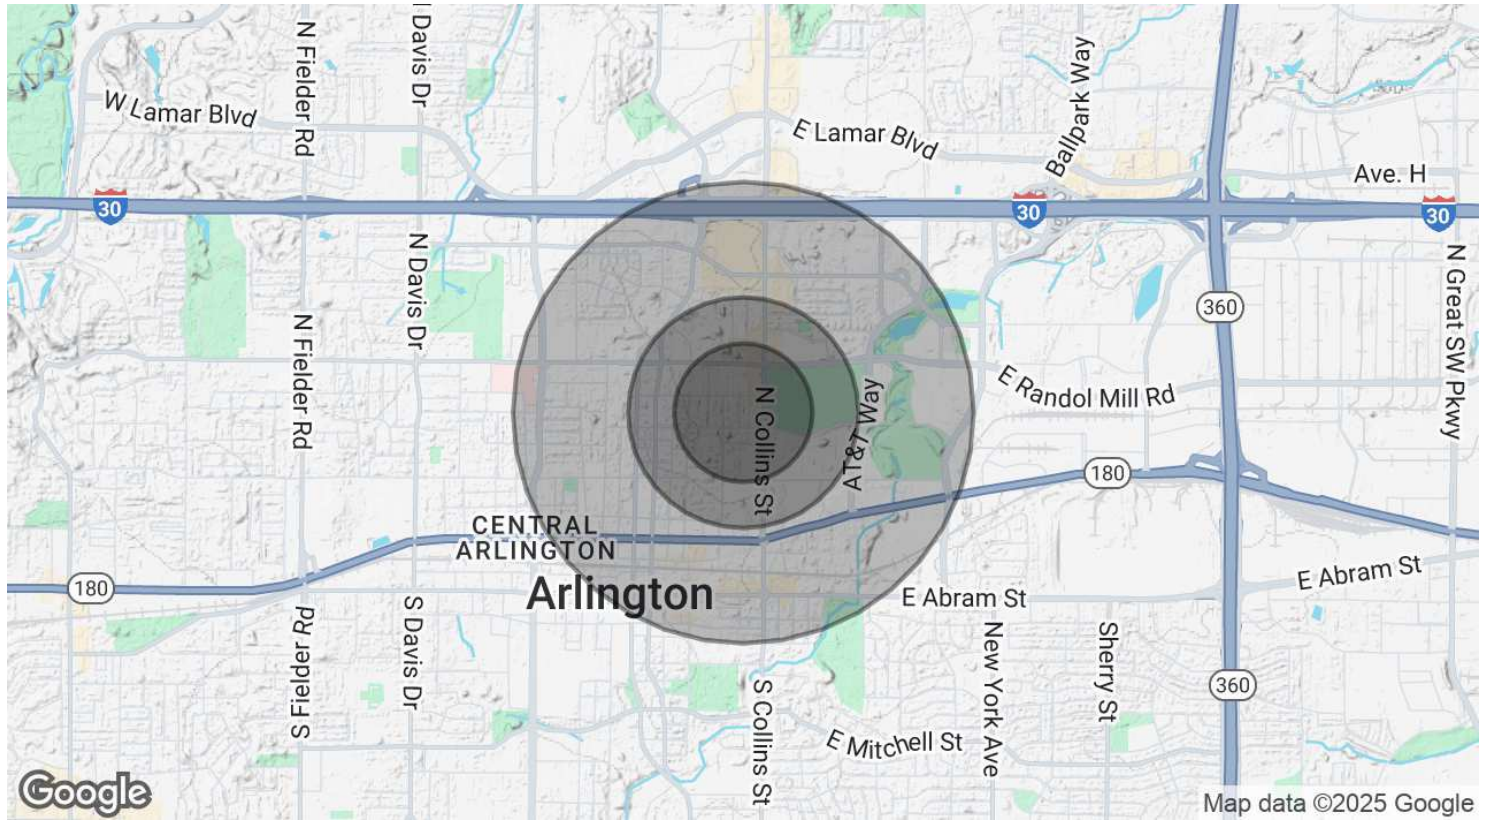 N Fielder Rd
N Davis Dr
W Lamar Blvd
E Lamar Blvd
Ballpark Way
Ave. H
30
30
30
N Davis Dr
N Great SW Pkwy
360
N Fielder Rd
E Randol Mill Rd
N Collins St
AT&T Way
180
CENTRAL
ARLINGTON
Arlington
180
E Abram St
E Abram St
S Fielder Rd
S Davis Dr
New York Ave
Sherry St
360
S Collins St
E Mitchell St
Google
Map data ©2025 Google